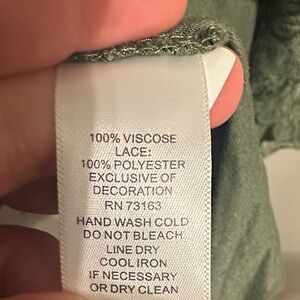 100% VISCOSE
LACE:
100% POLYESTER
EXCLUSIVE OF
DECORATION
RN 73163
HAND WASH COLD
DO NOT BLEACH
LINE DRY
COOL IRON
IF NECESSARY
OR DRY CLEAN